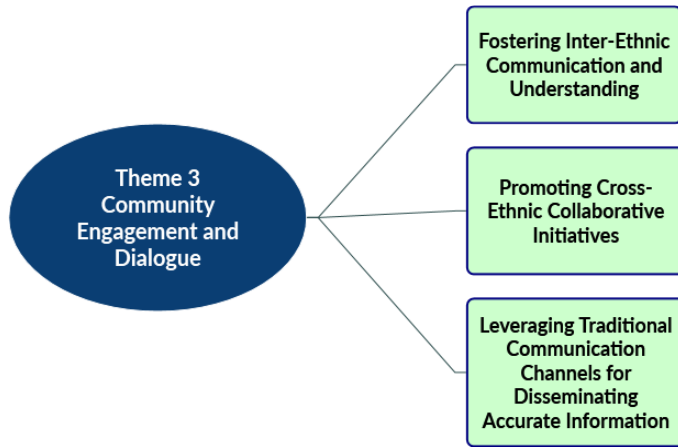 Theme 3
Community
Engagement and
Dialogue
Fostering Inter-Ethnic
Communication and
Understanding
Promoting Cross-
Ethnic Collaborative
Initiatives
Leveraging Traditional
Communication
Channels for
Disseminating
Accurate Information